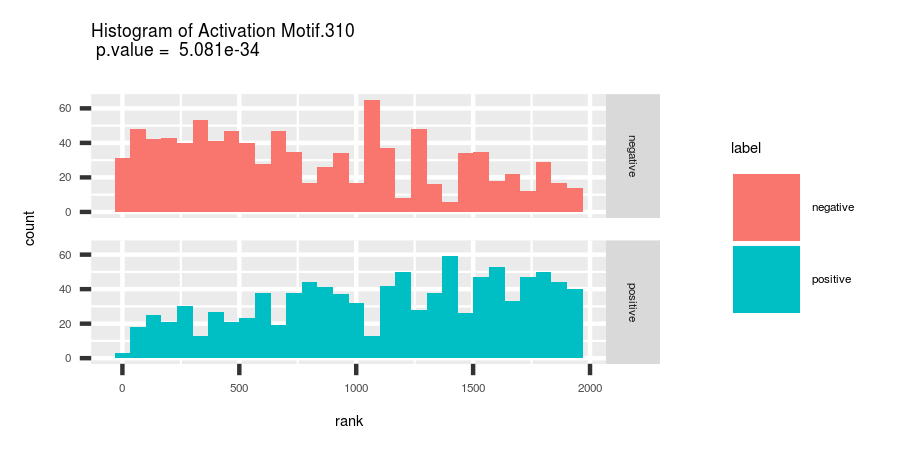 Histogram of Activation Motif.310
p.value = 5.081e-34
count
60
40
20
0
negative
60
40
20
0
positive
0
500
1000
1500
2000
rank
label
negative
positive